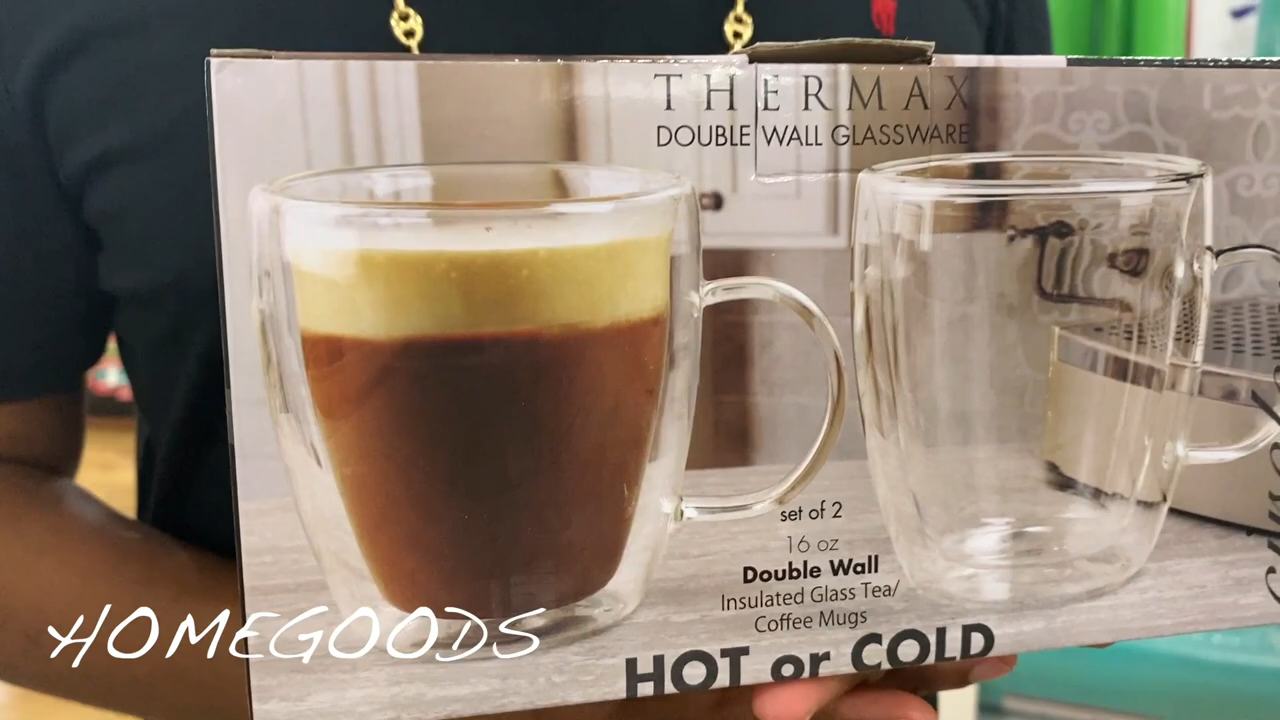 THERMAX
DOUBLE WALL GLASSWARE
set of 2
16 oz
Double Wall
Insulated Glass Tea/
Coffee Mugs
HOT or COLD
HOMEGOODS